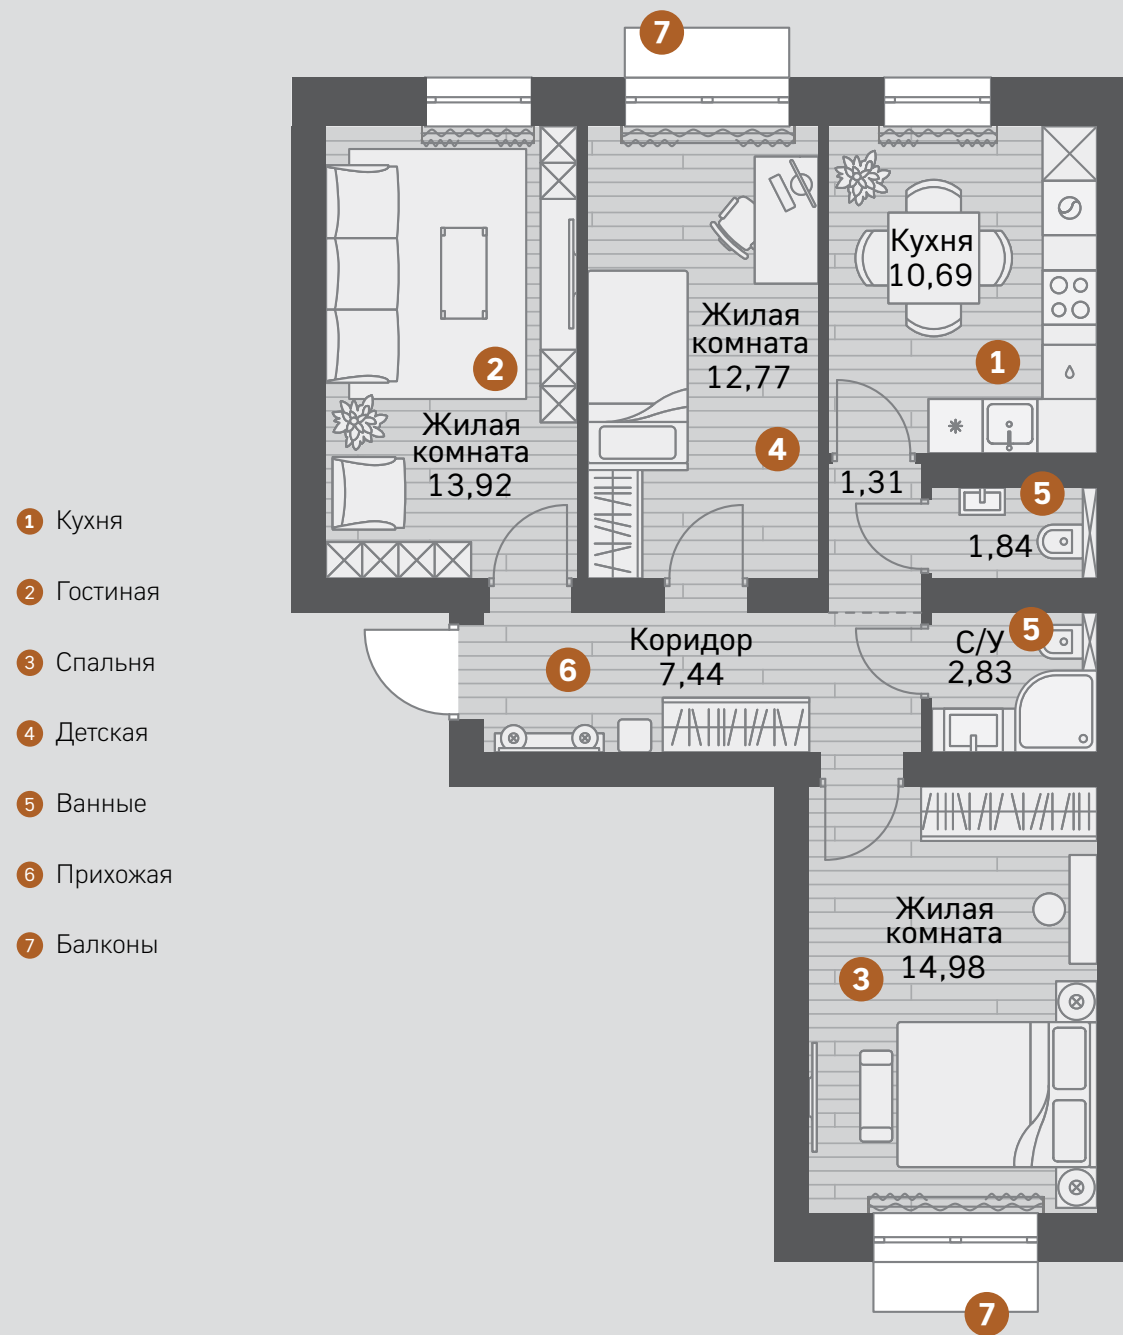 7
Кухня
10,69
Жилая
комната
12,77
1
2
Жилая
комната
13,92
4
1,31
5
1,84
1 Кухня
2 Гостиная
3 Спальня
4 Детская
5 Ванные
6 Прихожая
7 Балконы
Коридор
7,44
6
С/У
2,83
5
Жилая
комната
14,98
3
7